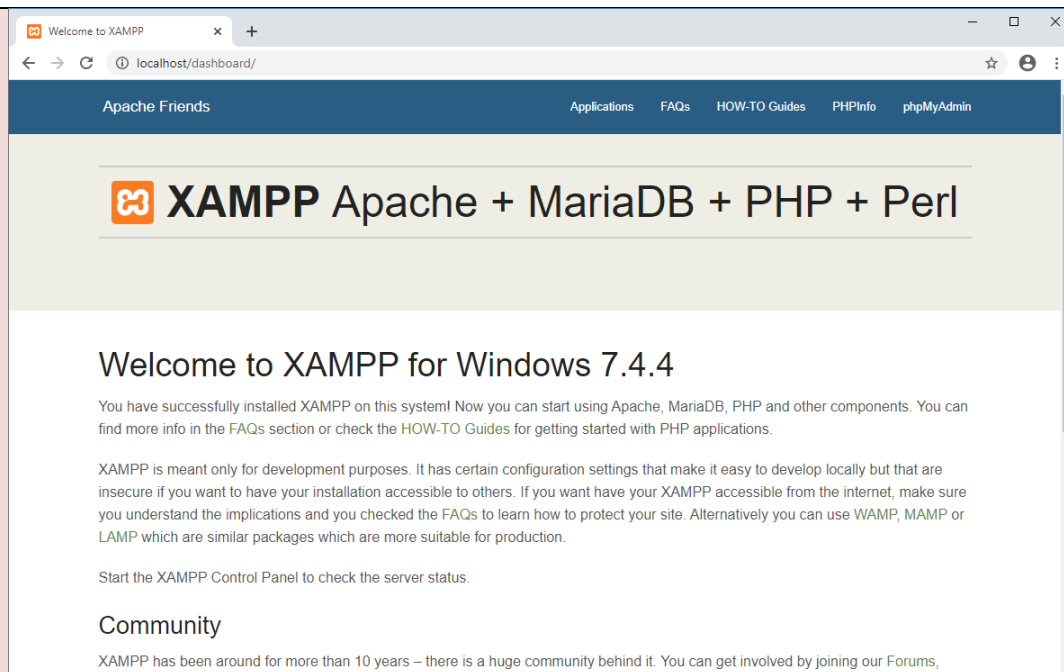 Welcome to XAMPP
localhost/dashboard/
Apache Friends
Applications FAQs HOW-TO Guides PHPInfo phpMyAdmin
XAMPP Apache + MariaDB + PHP + Perl
Welcome to XAMPP for Windows 7.4.4
You have successfully installed XAMPP on this system! Now you can start using Apache, MariaDB, PHP and other components. You can
find more info in the FAQs section or check the HOW-TO Guides for getting started with PHP applications.
XAMPP is meant only for development purposes. It has certain configuration settings that make it easy to develop locally but that are
insecure if you want to have your installation accessible to others. If you want have your XAMPP accessible from the internet, make sure
you understand the implications and you checked the FAQs to learn how to protect your site. Alternatively you can use WAMP, MAMP or
LAMP which are similar packages which are more suitable for production.
Start the XAMPP Control Panel to check the server status.
Community
XAMPP has been around for more than 10 years – there is a huge community behind it. You can get involved by joining our Forums,